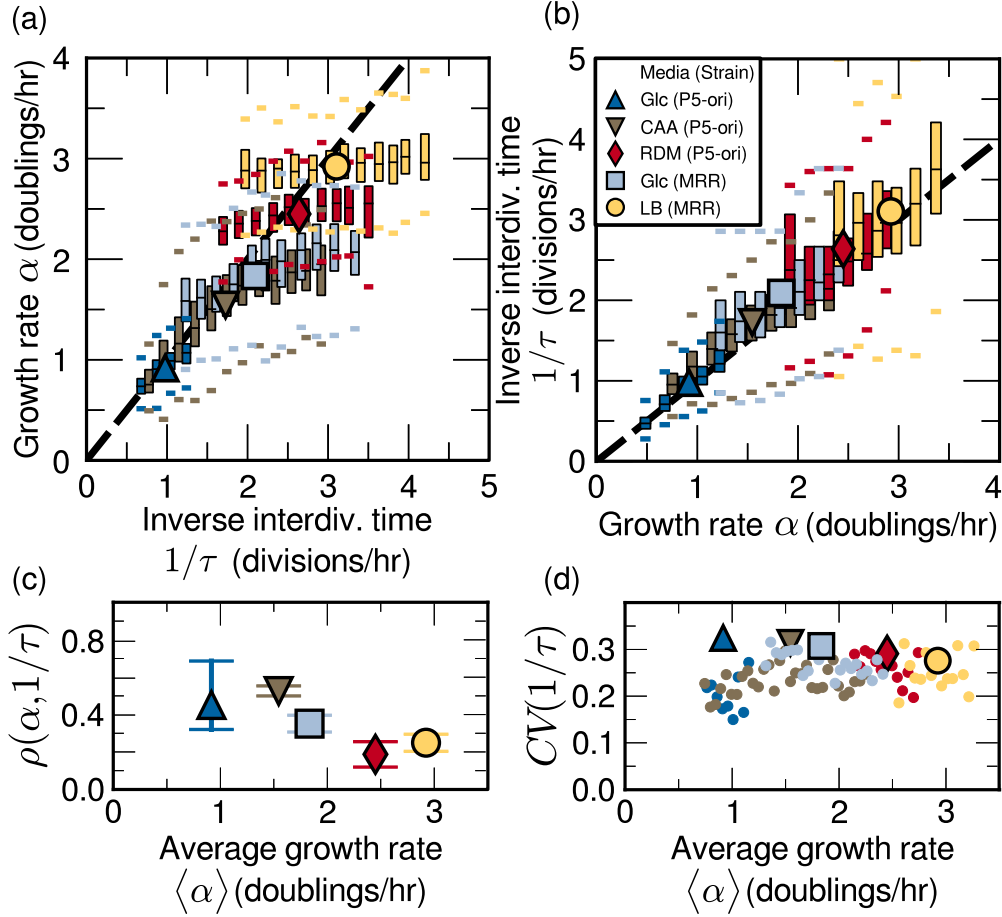 (a)
Growth rate α (doublings/hr)
4
3
2
1
0
0 1 2 3 4 5
Inverse interdiv. time
1/τ (divisions/hr)
(b)
Inverse interdiv. time
1/τ (divisions/hr)
5
4
3
2
1
0
Media (Strain)
Glc (P5-ori)
CAA (P5-ori)
RDM (P5-ori)
Glc (MRR)
LB (MRR)
0 1 2 3 4
Growth rate α (doublings/hr)
(c)
ρ(α,1/τ)
0.8
0.4
0.0
0 1 2 3
Average growth rate
⟨α⟩ (doublings/hr)
(d)
CV(1/τ)
0.3
0.2
0.1
0.0
0 1 2 3
Average growth rate
⟨α⟩ (doublings/hr)